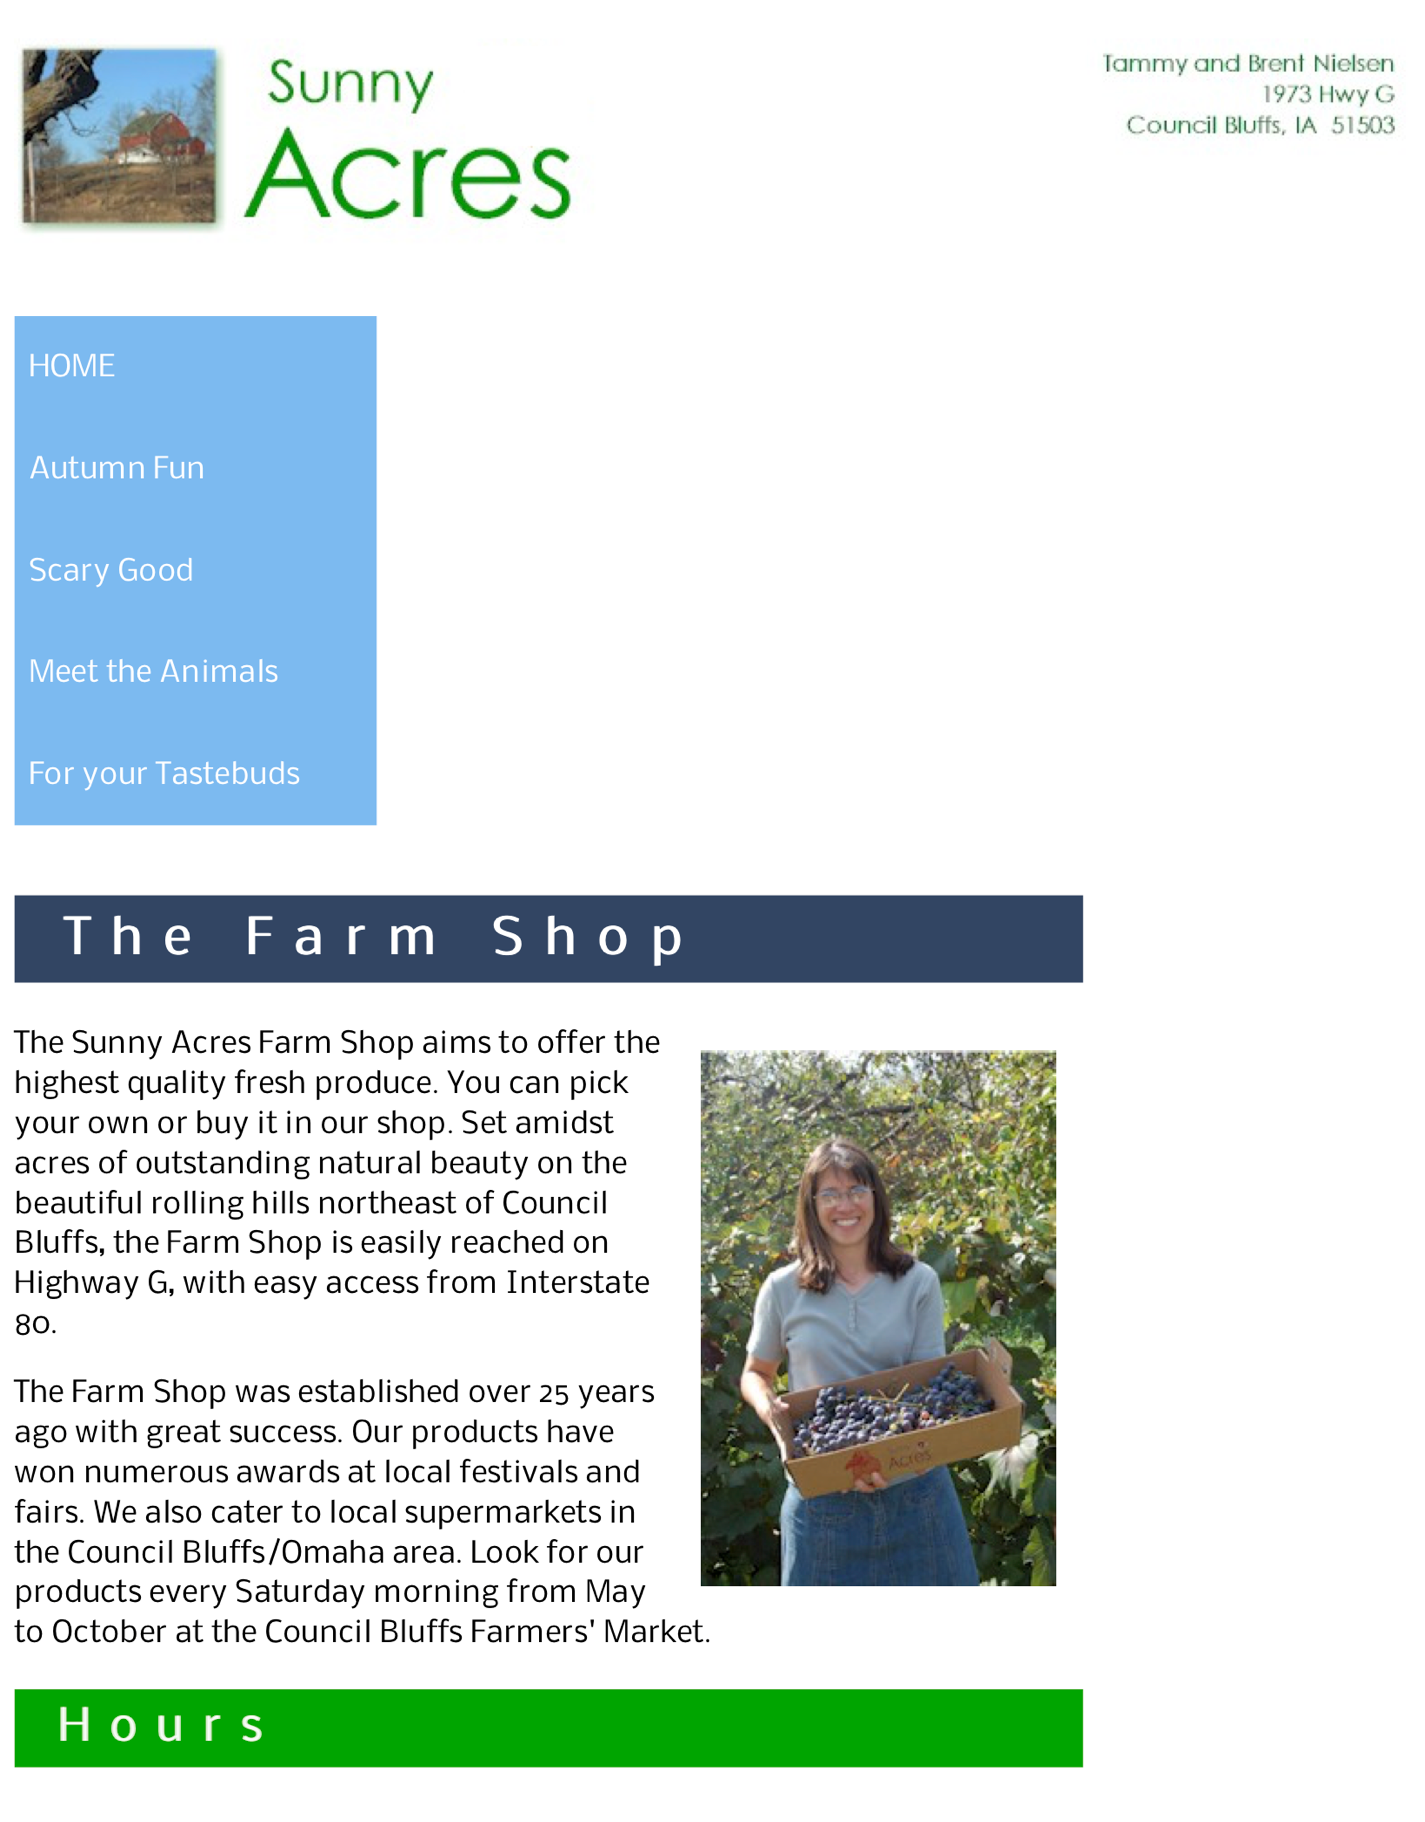 Sunny
Acres
Tammy and Brent Nielsen
1973 Hwy G
Council Bluffs, IA 51503
HOME
Autumn Fun
Scary Good
Meet the Animals
For your Tastebuds
The Farm Shop
The Sunny Acres Farm Shop aims to offer the
highest quality fresh produce. You can pick
your own or buy it in our shop. Set amidst
acres of outstanding natural beauty on the
beautiful rolling hills northeast of Council
Bluffs, the Farm Shop is easily reached on
Highway G, with easy access from Interstate
80.
The Farm Shop was established over 25 years
ago with great success. Our products have
won numerous awards at local festivals and
fairs. We also cater to local supermarkets in
the Council Bluffs/Omaha area. Look for our
products every Saturday morning from May
to October at the Council Bluffs Farmers' Market.
Acres
Hours